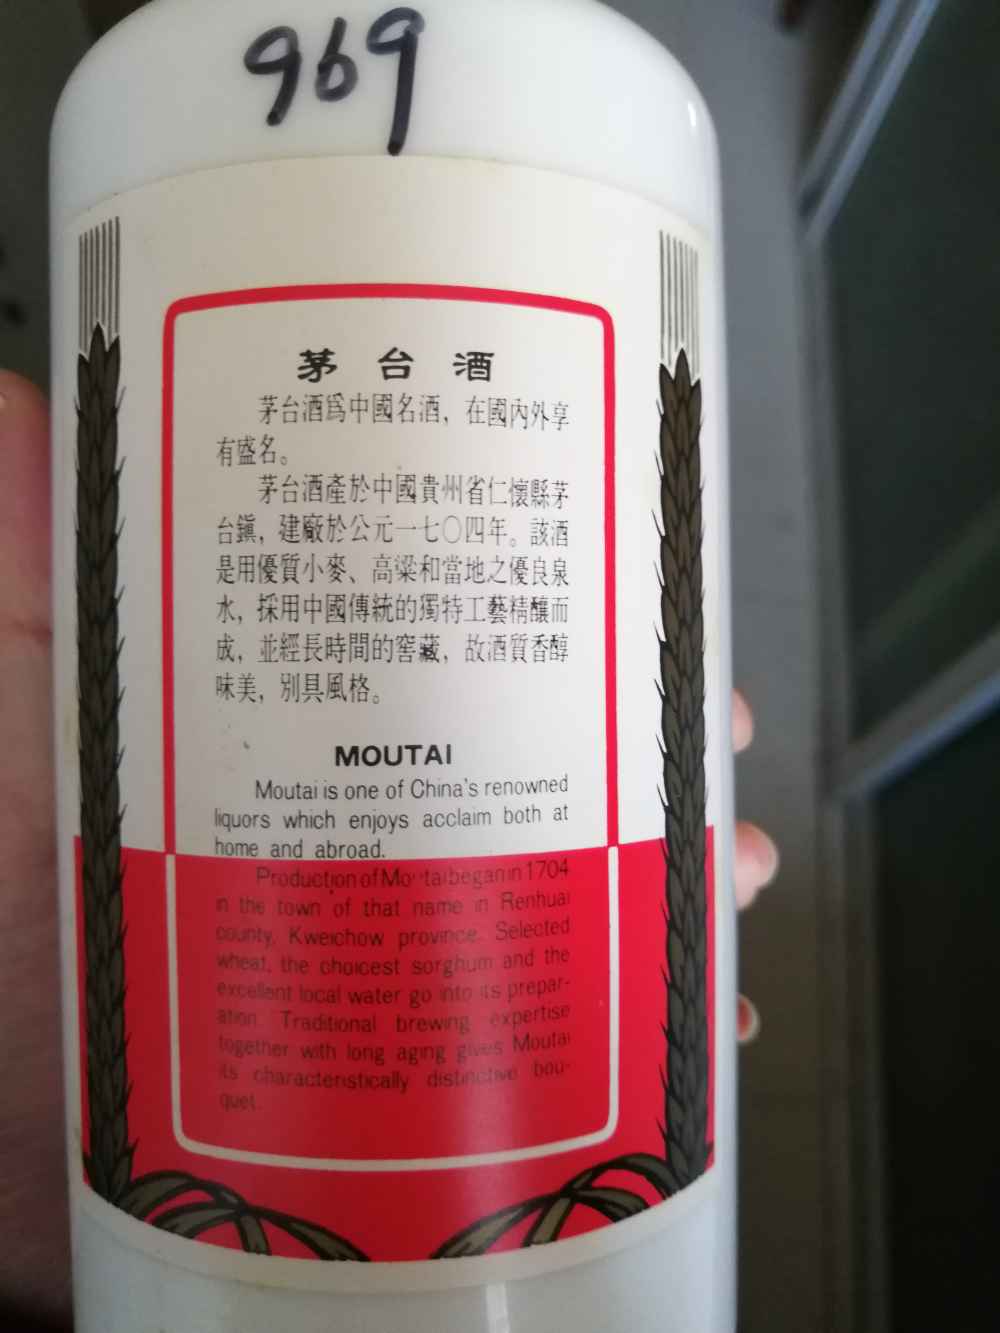 969
茅台酒
茅台酒爲中國名酒，在國內外享
有盛名。
茅台酒產於中國貴州省仁懷縣茅
台鎭，建廠於公元一七〇四年。該酒
是用優質小麥、高粱和當地之優良泉
水，採用中國傳統的獨特工藝精釀而
成，並經長時間的窖藏，故酒質香醇
味美，別具風格。
MOUTAI
Moutai is one of China's renowned
liquors which enjoys acclaim both at
home and abroad.
Production of Moutai began in 1704
in the town of that name in Renhuai
county, Kweichow province. Selected
wheat, the choicest sorghum and the
excellent local water go into its prepar-
ation. Traditional brewing expertise
together with long aging gives Moutai
its characteristically distinctive bou-
quet.